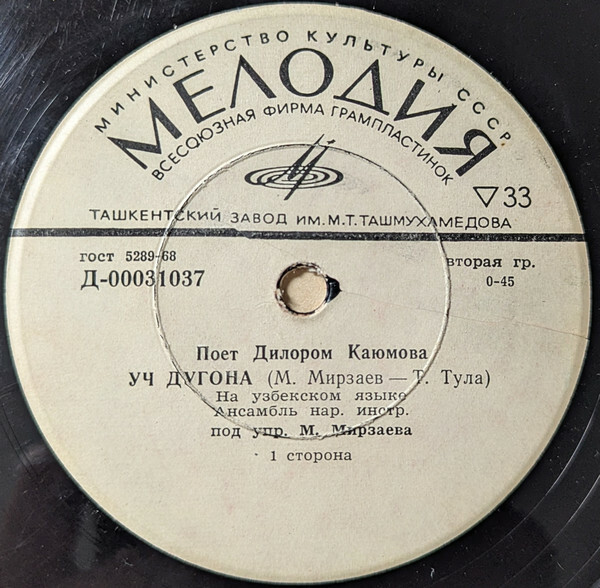 МИНИСТЕРСТВО КУЛЬТУРЫ СССР
МЕЛОДИЯ
ВСЕСОЮЗНАЯ ФИРМА ГРАМПЛАСТИНОК
▽33
ТАШКЕНТСКИЙ ЗАВОД ИМ. М.Т. ТАШМУХАМЕДОВА
гост 5289-68
вторая гр.
Д-00031037
0-45
Поет Дилором Каюмова
УЧ ДУГОНА (М. Мирзаев — Т. Тула)
На узбекском языке
Ансамбль нар. инстр.
под упр. М. Мирзаева
1 сторона